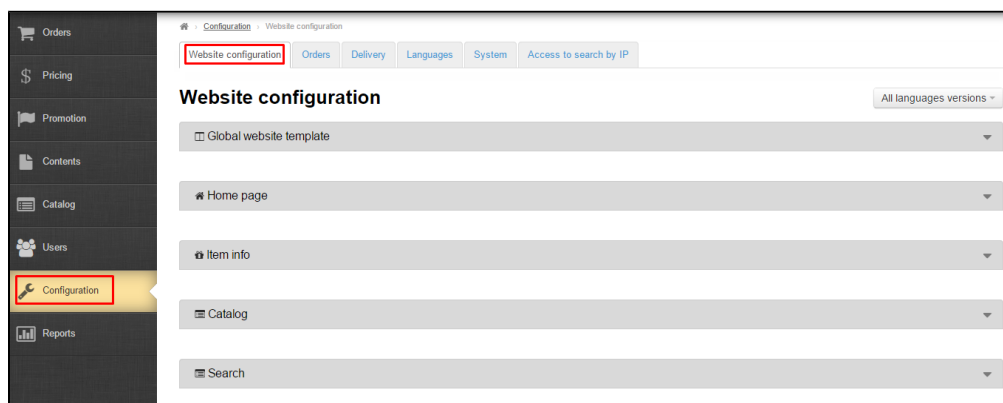 Orders
Pricing
Promotion
Contents
Catalog
Users
Configuration
Reports
Configuration › Website configuration
Website configuration Orders Delivery Languages System Access to search by IP
Website configuration
All languages versions
Global website template
Home page
Item info
Catalog
Search